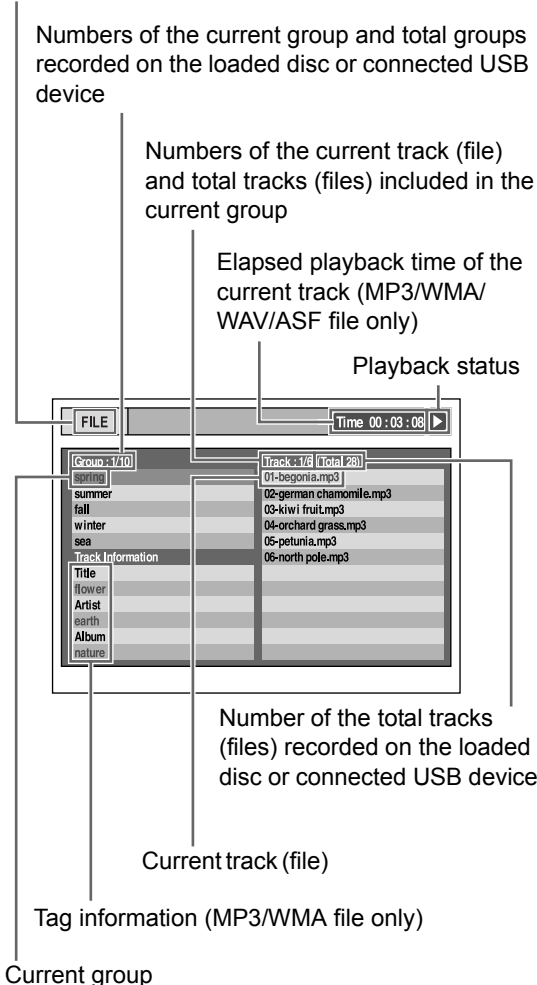 Numbers of the current group and total groups
recorded on the loaded disc or connected USB
device
Numbers of the current track (file)
and total tracks (files) included in the
current group
Elapsed playback time of the
current track (MP3/WMA/
WAV/ASF file only)
Playback status
FILE
Time 00 : 03 : 08
Group : 1/10
spring
summer
fall
winter
sea
Track Information
Title
flower
Artist
earth
Album
nature
Track : 1/6 (Total 28)
01-begonia.mp3
02-german chamomile.mp3
03-kiwi fruit.mp3
04-orchard grass.mp3
05-petunia.mp3
06-north pole.mp3
Number of the total tracks
(files) recorded on the loaded
disc or connected USB device
Current track (file)
Tag information (MP3/WMA file only)
Current group